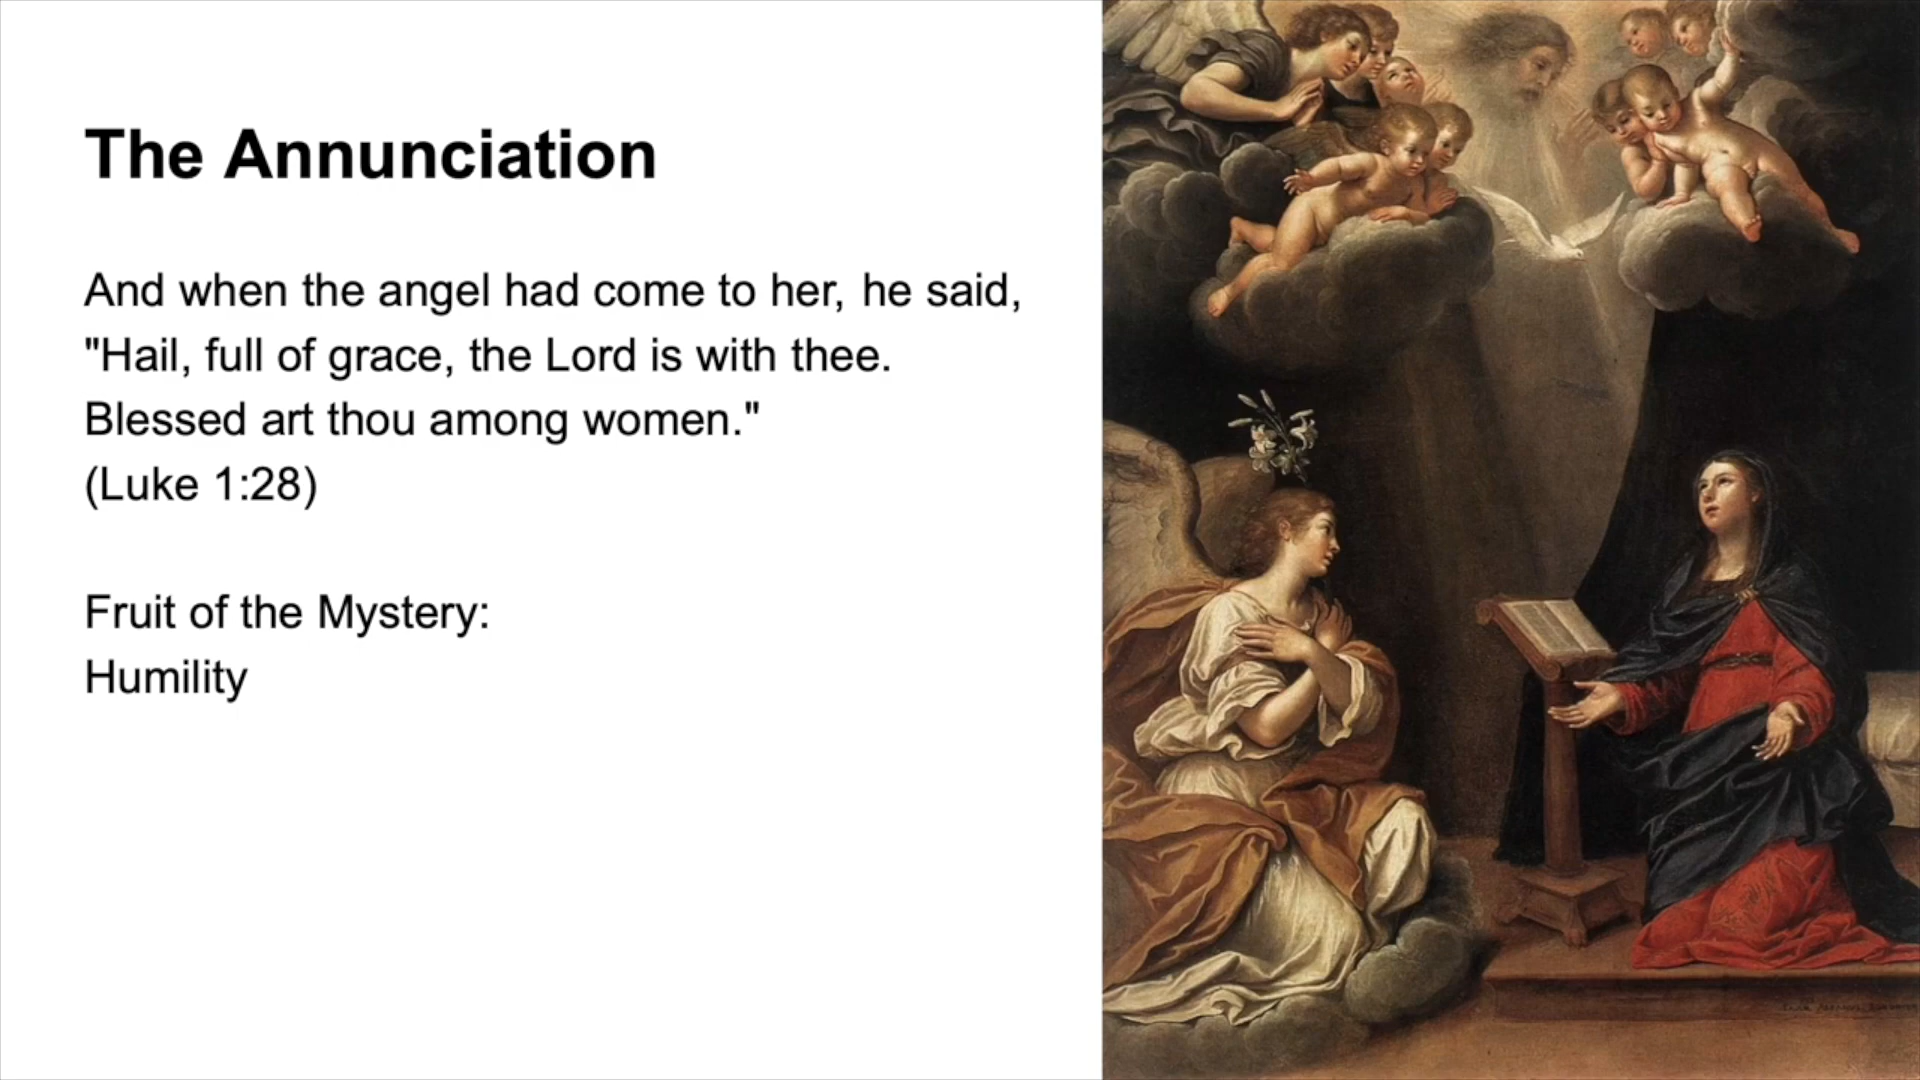 The Annunciation
And when the angel had come to her, he said,
"Hail, full of grace, the Lord is with thee.
Blessed art thou among women."
(Luke 1:28)
Fruit of the Mystery:
Humility